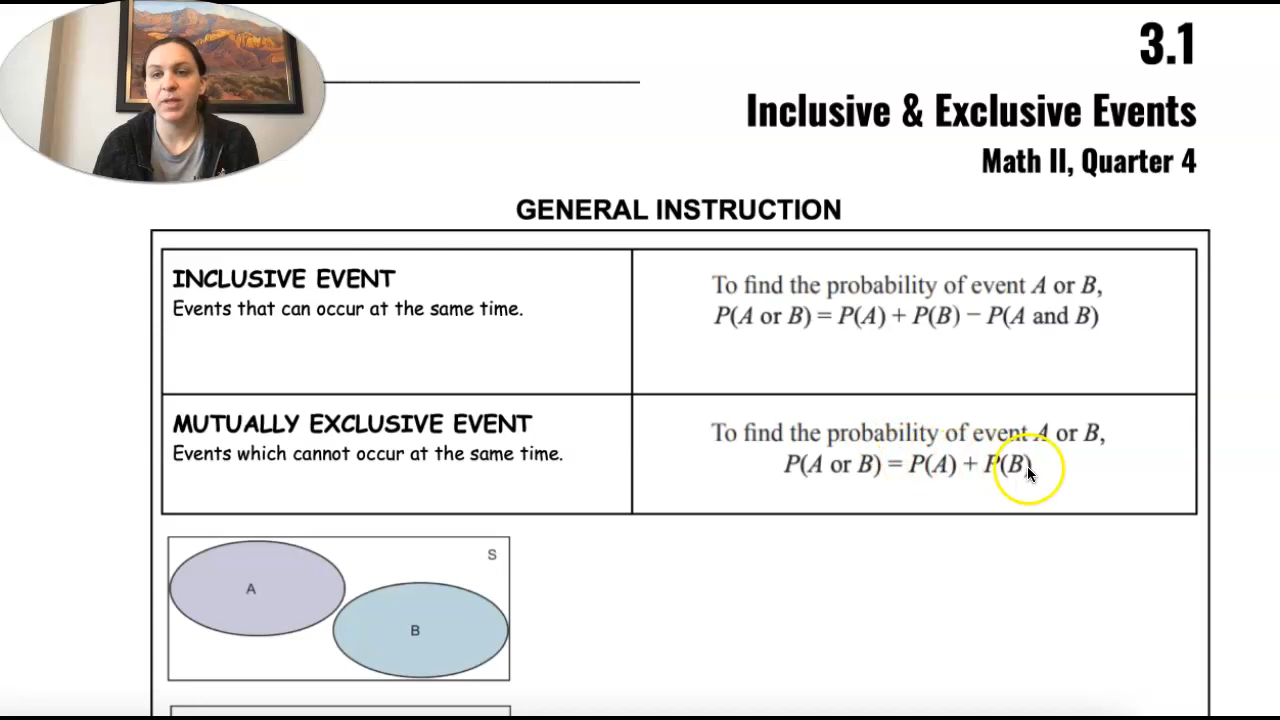 3.1
Inclusive & Exclusive Events
Math II, Quarter 4
GENERAL INSTRUCTION
INCLUSIVE EVENT
Events that can occur at the same time.
To find the probability of event A or B,
P(A or B) = P(A) + P(B) − P(A and B)
MUTUALLY EXCLUSIVE EVENT
Events which cannot occur at the same time.
To find the probability of event A or B,
P(A or B) = P(A) + P(B)
S
A
B